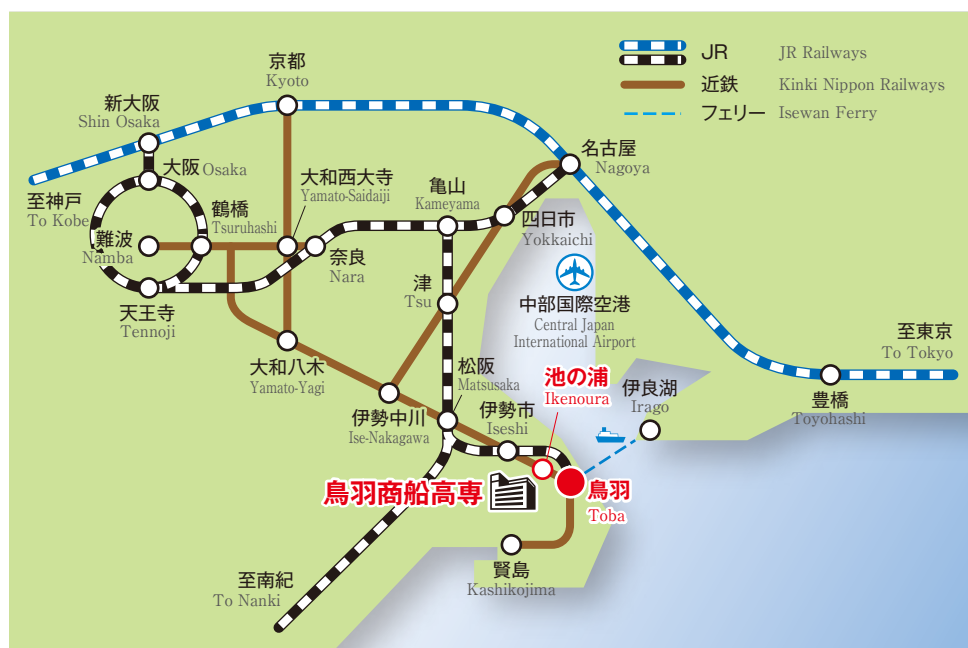 JR
JR Railways
近鉄
Kinki Nippon Railways
フェリー
Isewan Ferry
京都
Kyoto
新大阪
Shin Osaka
大阪 Osaka
至神戸
To Kobe
鶴橋
Tsuruhashi
大和西大寺
Yamato-Saidaiji
亀山
Kameyama
名古屋
Nagoya
四日市
Yokkaichi
難波
Namba
奈良
Nara
天王寺
Tennoji
津
Tsu
中部国際空港
Central Japan
International Airport
至東京
To Tokyo
大和八木
Yamato-Yagi
松阪
Matsusaka
池の浦
Ikenoura
伊良湖
Irago
豊橋
Toyohashi
伊勢中川
Ise-Nakagawa
伊勢市
Iseshi
鳥羽商船高専
鳥羽
Toba
賢島
Kashikojima
至南紀
To Nanki